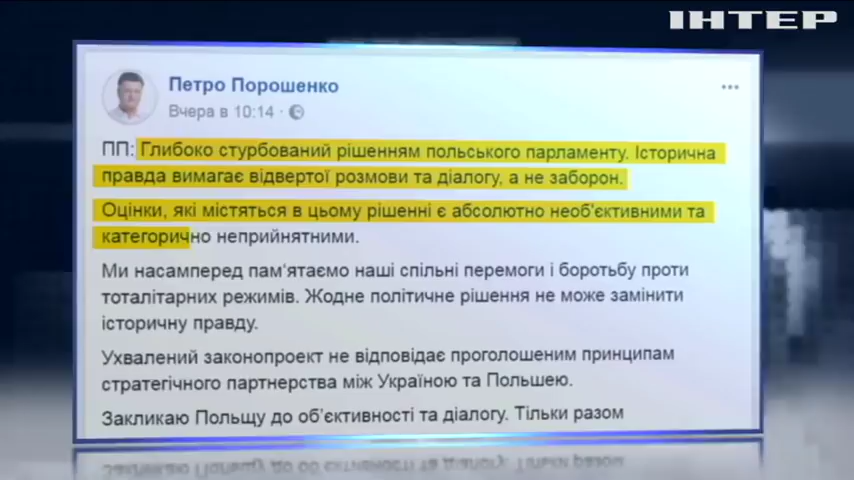 ІНТЕР
Петро Порошенко
Вчера в 10:14 ·
ПП: Глибоко стурбований рішенням польського парламенту. Історична
правда вимагає відвертої розмови та діалогу, а не заборон.
Оцінки, які містяться в цьому рішенні є абсолютно необ'єктивними та
категорично неприйнятними.
Ми насамперед пам'ятаємо наші спільні перемоги і боротьбу проти
тоталітарних режимів. Жодне політичне рішення не може замінити
історичну правду.
Ухвалений законопроект не відповідає проголошеним принципам
стратегічного партнерства між Україною та Польшею.
Закликаю Польщу до об'єктивності та діалогу. Тільки разом